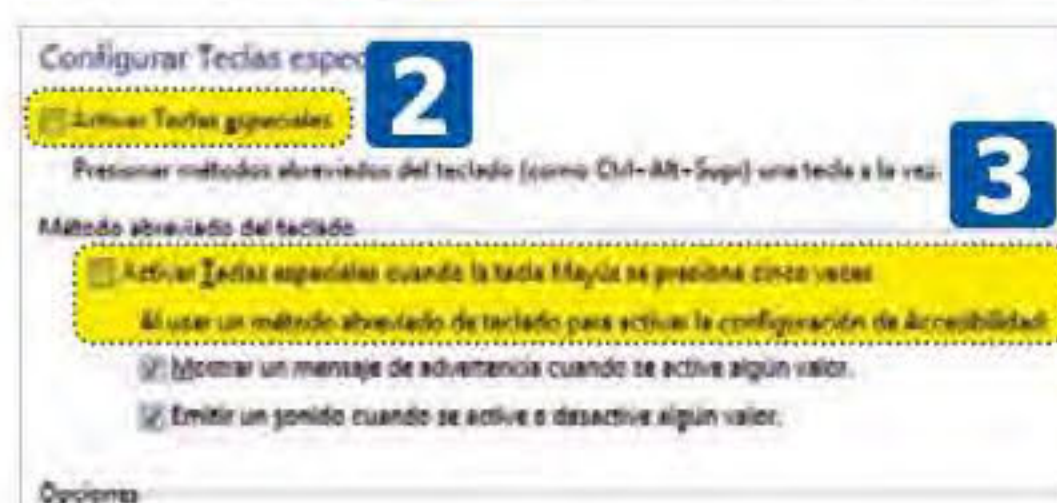 Configurar Teclas espec
2
Activar Teclas especiales
Presionar métodos abreviados del teclado (como Ctrl+Alt+Supr) una tecla a la vez.
3
Método abreviado del teclado
Activar Teclas especiales cuando la tecla Mayús se presiona cinco veces
Al usar un método abreviado de teclado para activar la configuración de Accesibilidad:
Mostrar un mensaje de advertencia cuando se active algún valor.
Emitir un sonido cuando se active o desactive algún valor.
Opciones